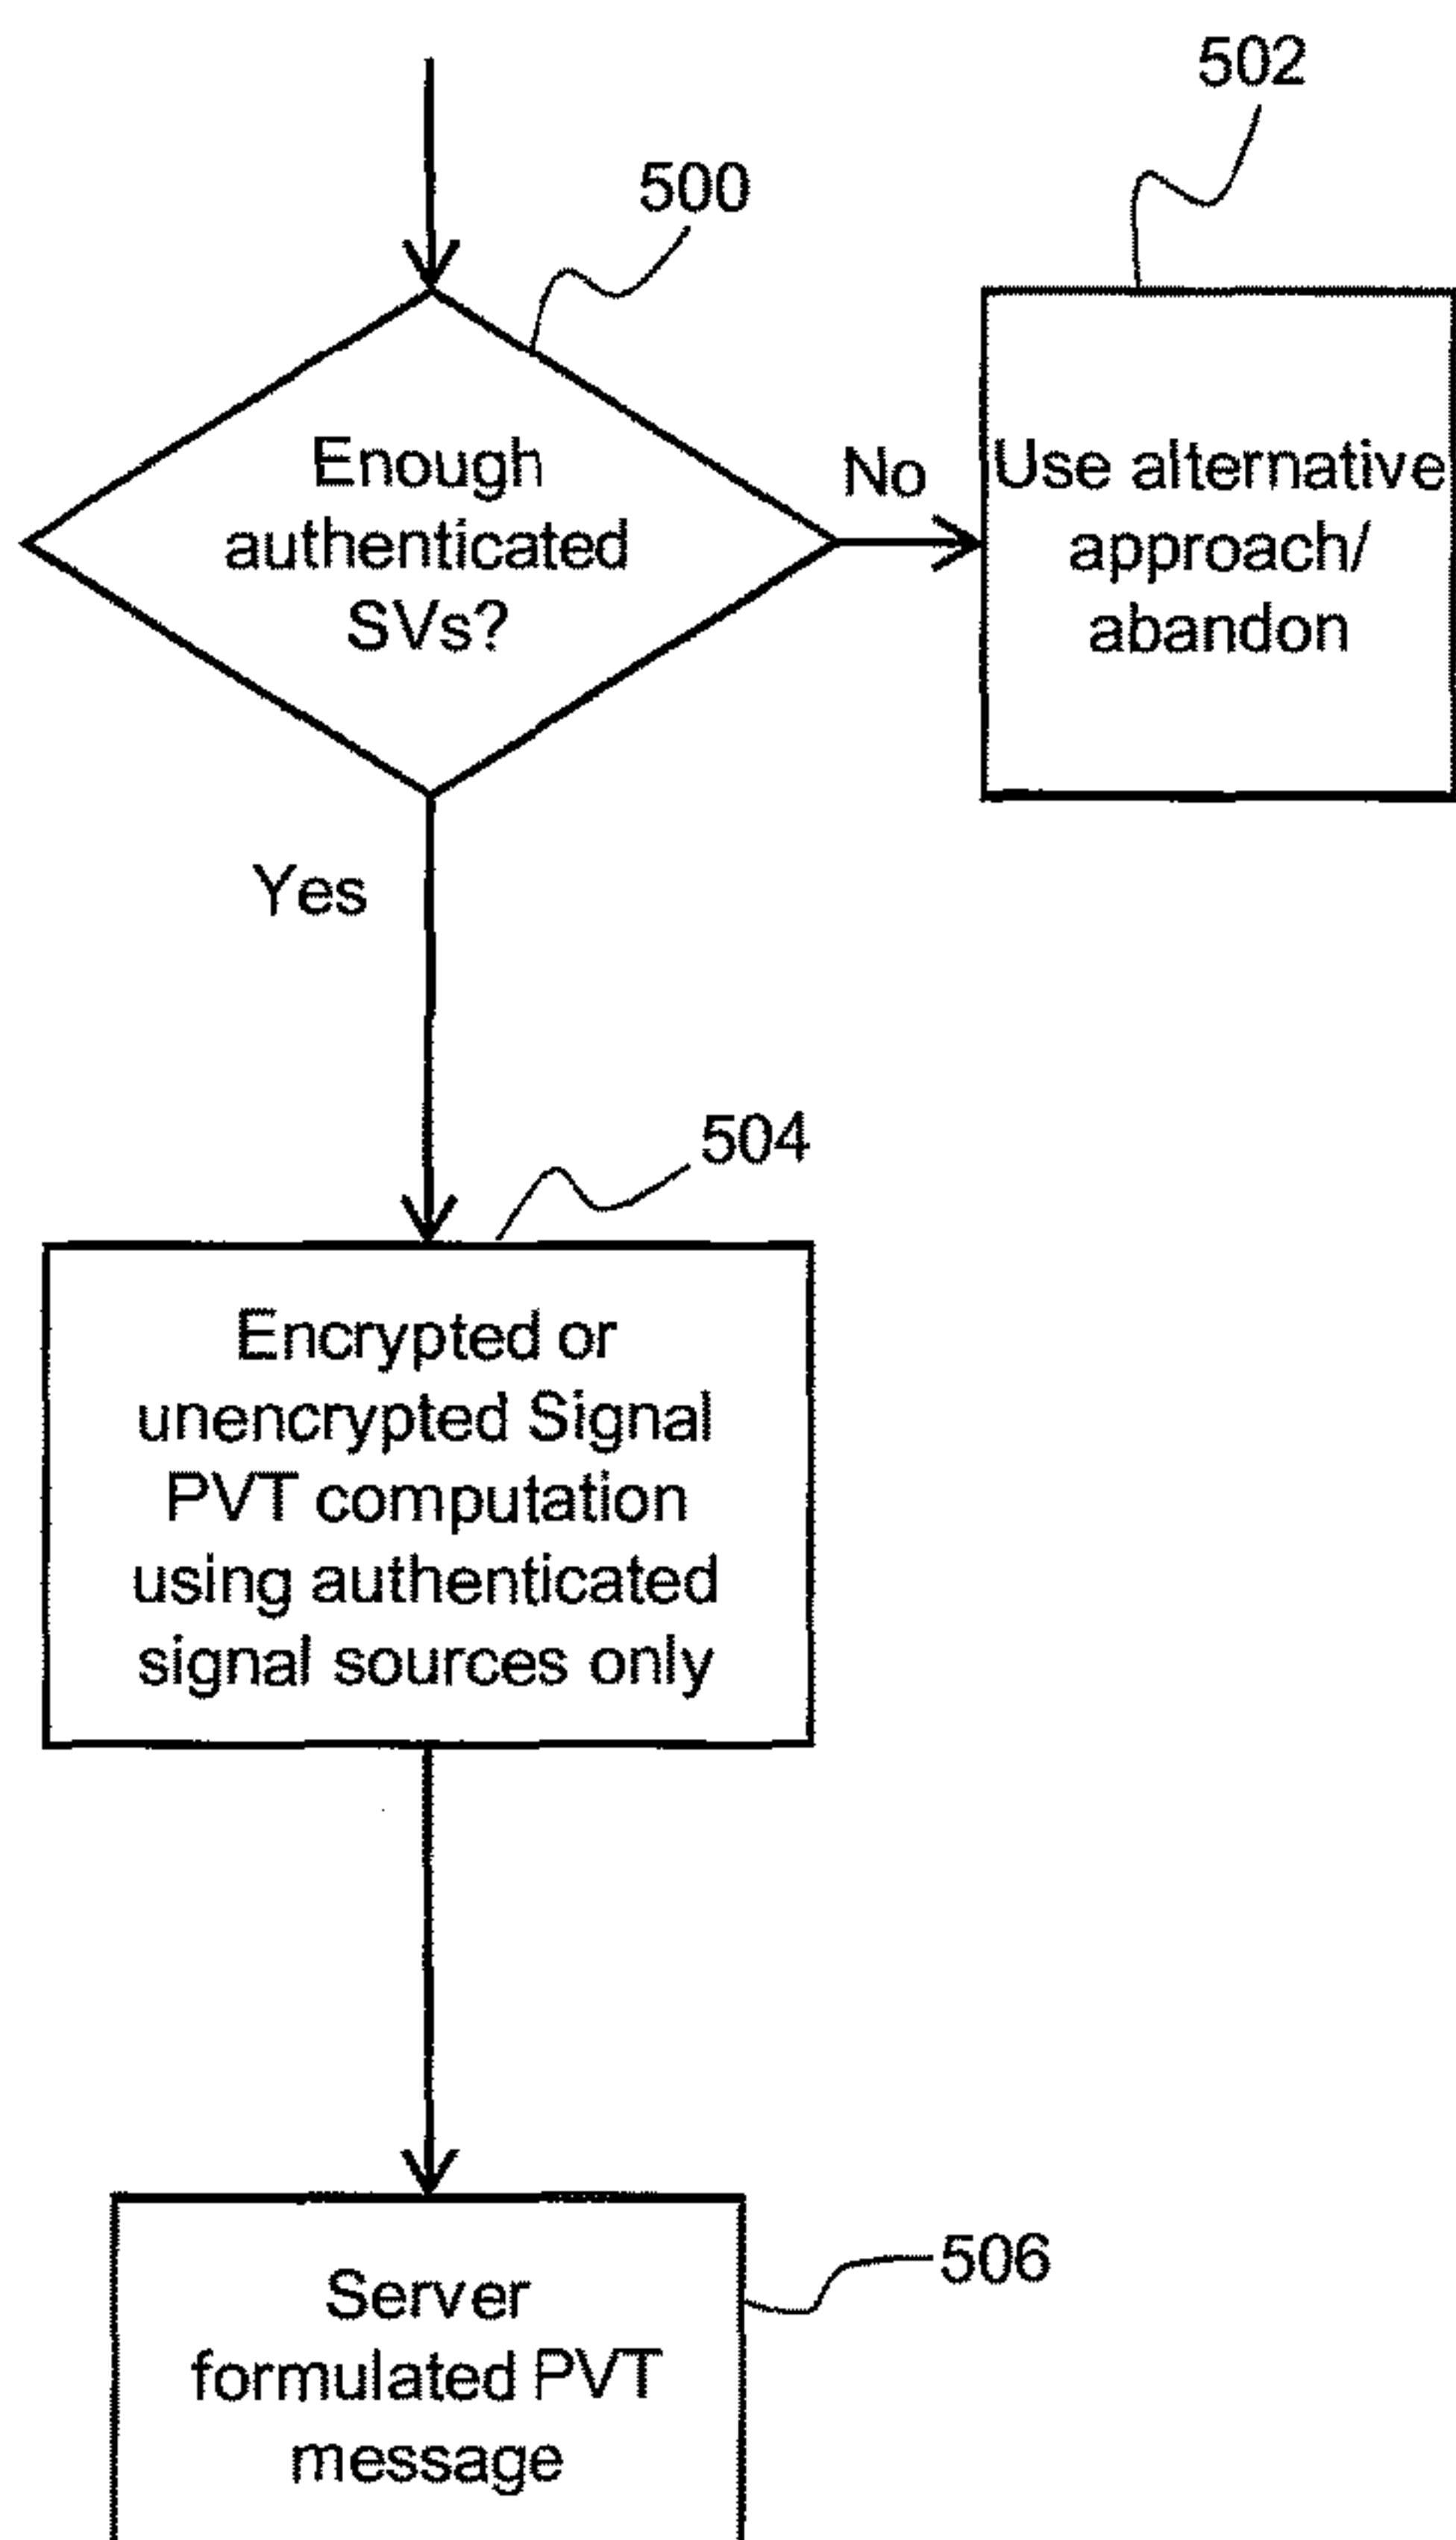 502
500
Enough
authenticated
SVs?
No
Use alternative
approach/
abandon
Yes
504
Encrypted or
unencrypted Signal
PVT computation
using authenticated
signal sources only
506
Server
formulated PVT
message